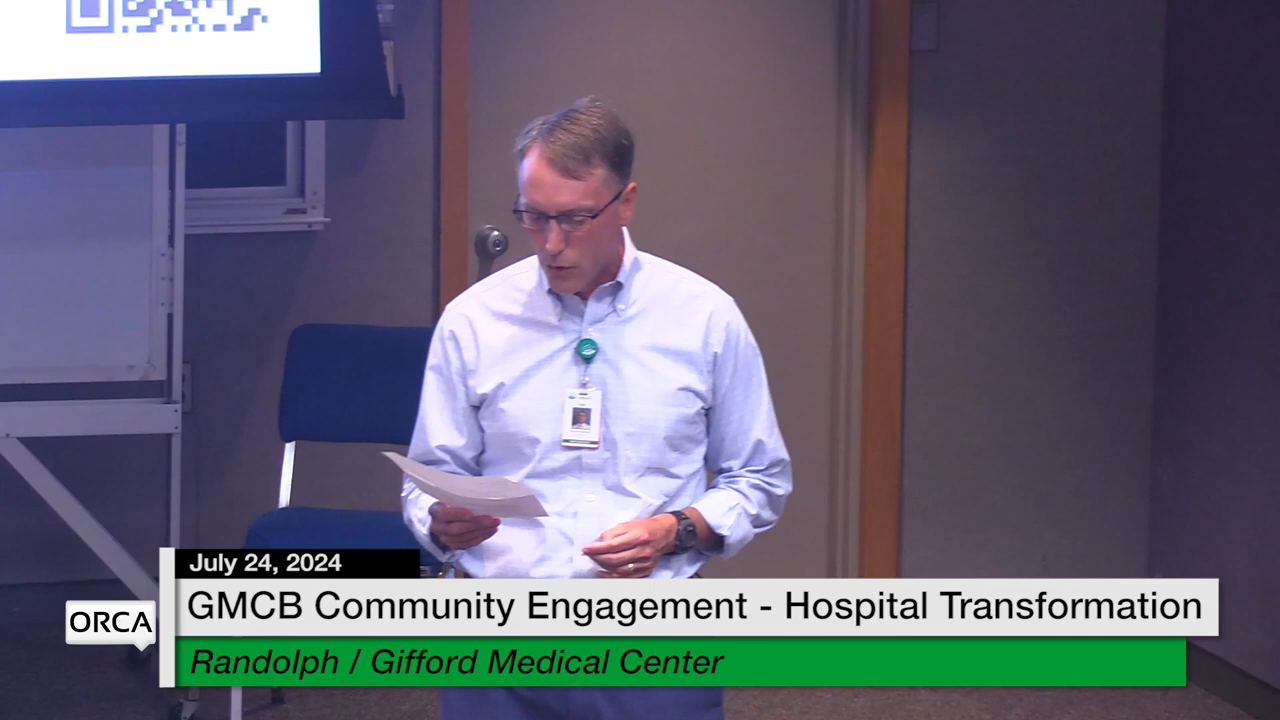 July 24, 2024
GMCB Community Engagement - Hospital Transformation
ORCA
Randolph / Gifford Medical Center